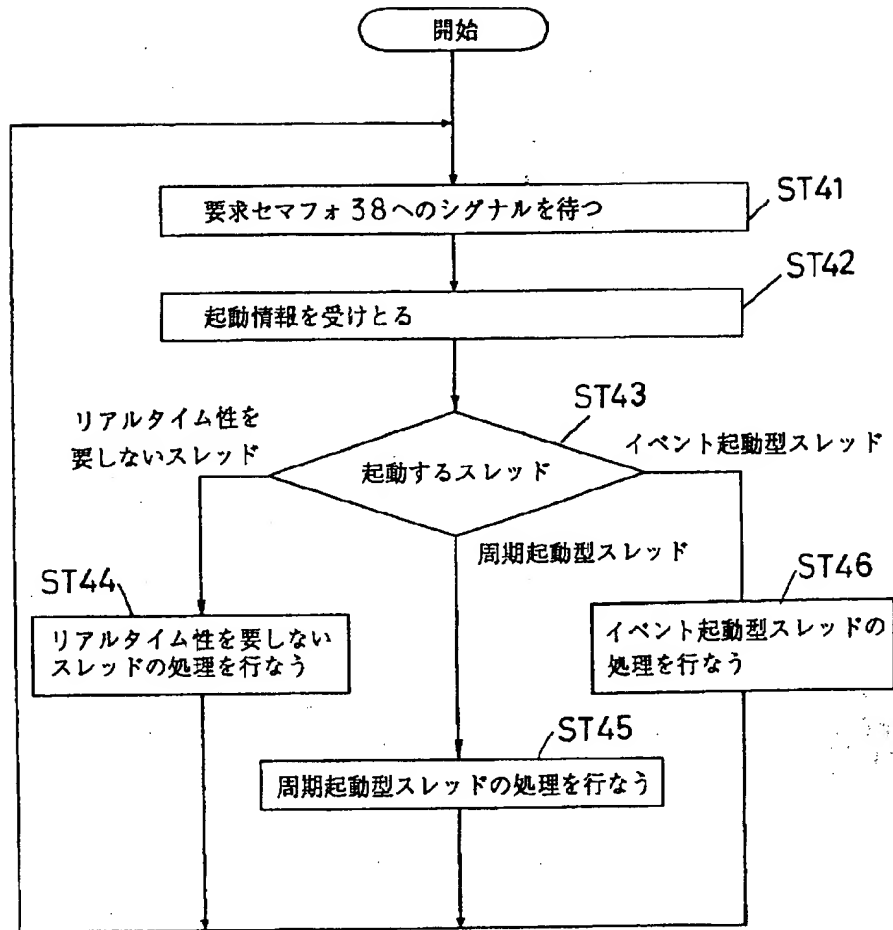 開始
要求セマフォ38へのシグナルを待つ
ST41
起動情報を受けとる
ST42
起動するスレッド
ST43
リアルタイム性を
要しないスレッド
イベント起動型スレッド
周期起動型スレッド
ST44
リアルタイム性を要しない
スレッドの処理を行なう
ST46
イベント起動型スレッドの
処理を行なう
ST45
周期起動型スレッドの処理を行なう